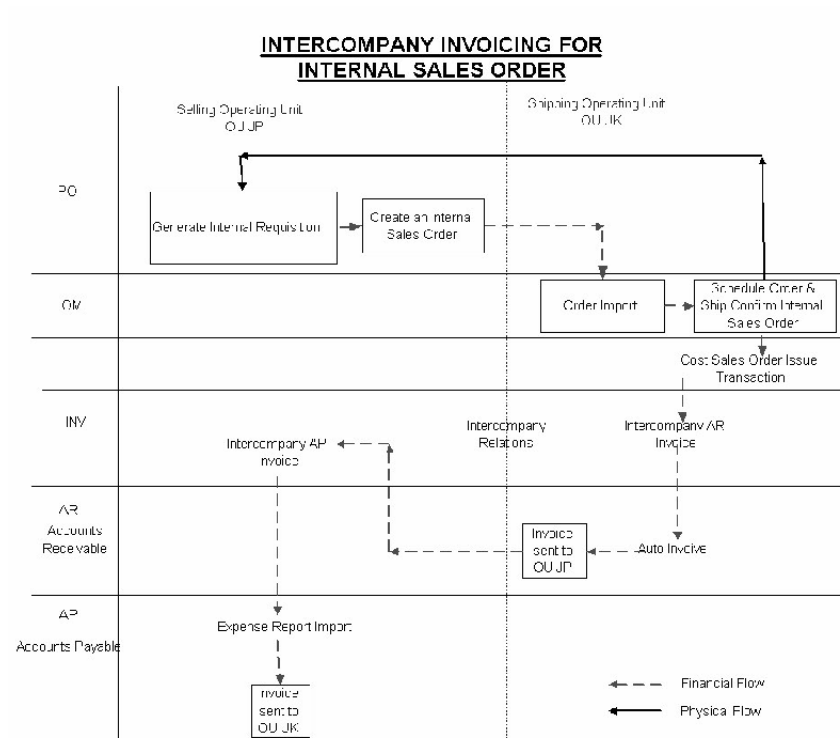 INTERCOMPANY INVOICING FOR
INTERNAL SALES ORDER
Selling Operating Unit
OU JP
Shipping Operating Unit
OU UK
PO
Generate Internal Requisition
Create an Internal
Sales Order
OM
Order Import
Schedule Order &
Ship Confirm Internal
Sales Order
Cost Sales Order Issue
Transaction
INV
Intercompany AP
Invoice
Intercompany
Relations
Intercompany AR
Invoice
AR
Accounts
Receivable
Invoice
sent to
OU JP
Auto Invoive
AP
Accounts Payable
Expense Report Import
Invoice
sent to
OU UK
Financial Flow
Physical Flow